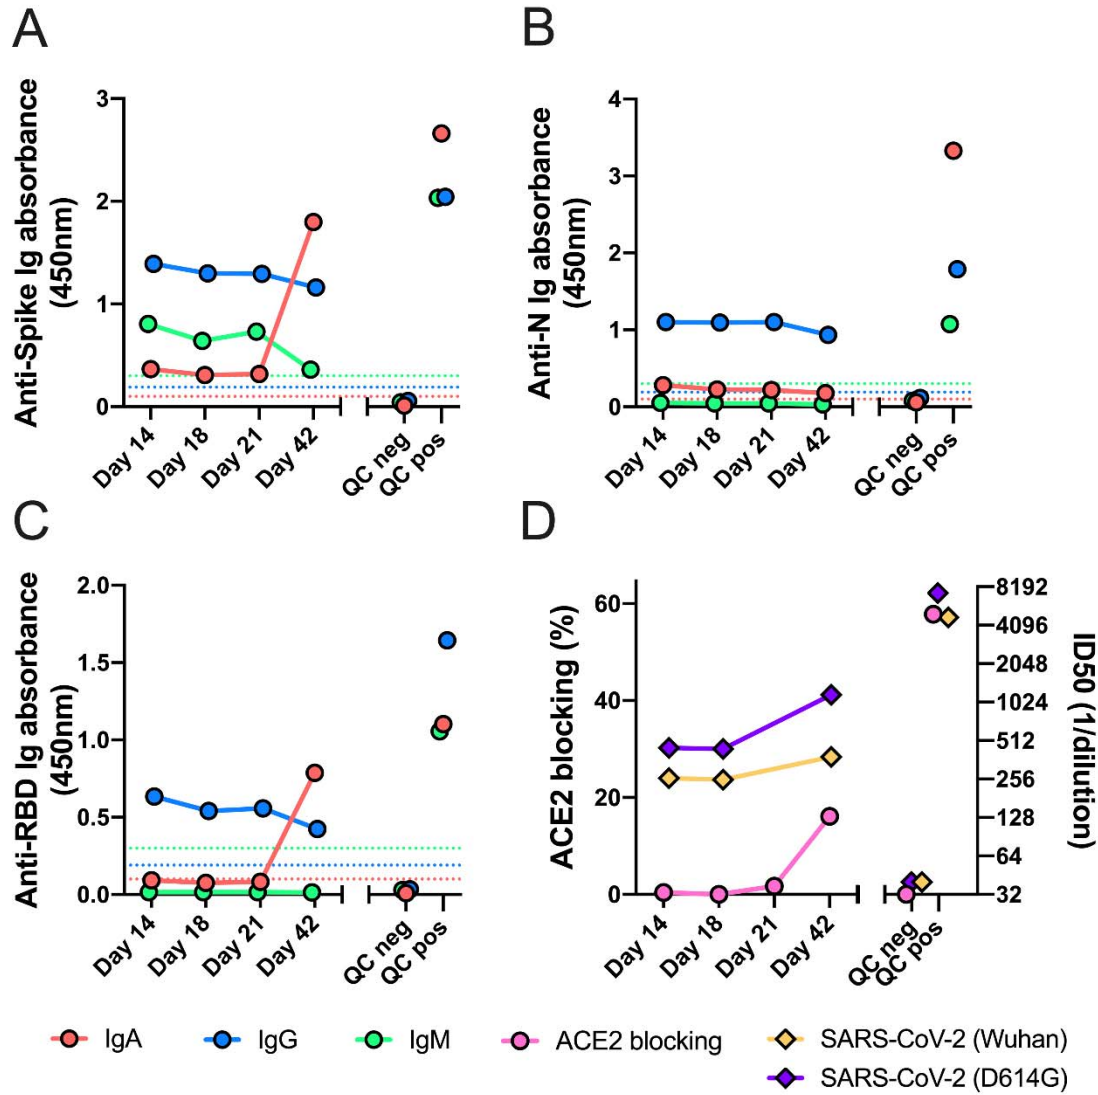 A
Anti-Spike Ig absorbance
(450nm)
3
2
1
0
Day 14
Day 18
Day 21
Day 42
QC neg
QC pos
B
Anti-N Ig absorbance
(450nm)
4
3
2
1
0
Day 14
Day 18
Day 21
Day 42
QC neg
QC pos
C
Anti-RBD Ig absorbance
(450nm)
2.0
1.5
1.0
0.5
0.0
Day 14
Day 18
Day 21
Day 42
QC neg
QC pos
D
ACE2 blocking (%)
60
40
20
0
Day 14
Day 18
Day 21
Day 42
QC neg
QC pos
8192
4096
2048
1024
512
256
128
64
32
ID50 (1/dilution)
IgA
IgG
IgM
ACE2 blocking
SARS-CoV-2 (Wuhan)
SARS-CoV-2 (D614G)